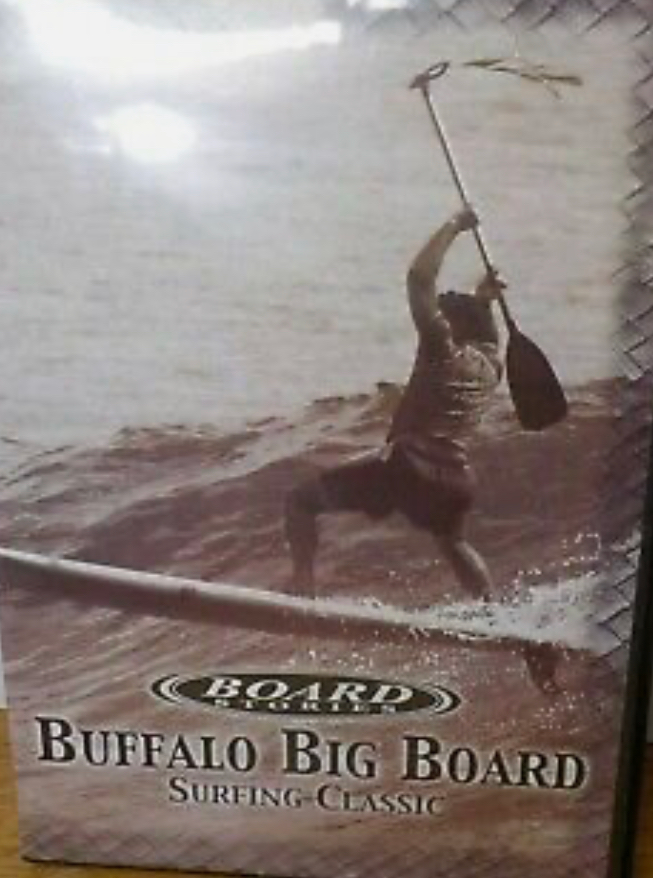 BOARD
STORIES
BUFFALO BIG BOARD
SURFING CLASSIC